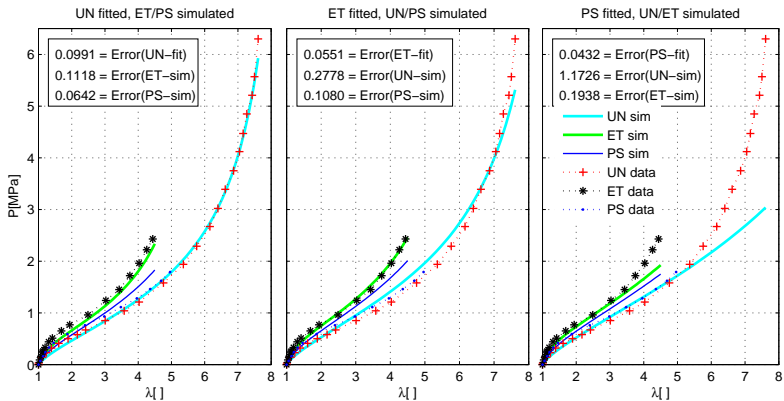 UN fitted, ET/PS simulated
0.0991 = Error(UN-fit)
0.1118 = Error(ET-sim)
0.0642 = Error(PS-sim)
P[MPa]
6
5
4
3
2
1
0
1 2 3 4 5 6 7 8
λ[ ]
ET fitted, UN/PS simulated
0.0551 = Error(ET-fit)
0.2778 = Error(UN-sim)
0.1080 = Error(PS-sim)
1 2 3 4 5 6 7 8
λ[ ]
PS fitted, UN/ET simulated
0.0432 = Error(PS-fit)
1.1726 = Error(UN-sim)
0.1938 = Error(ET-sim)
UN sim
ET sim
PS sim
UN data
ET data
PS data
1 2 3 4 5 6 7 8
λ[ ]